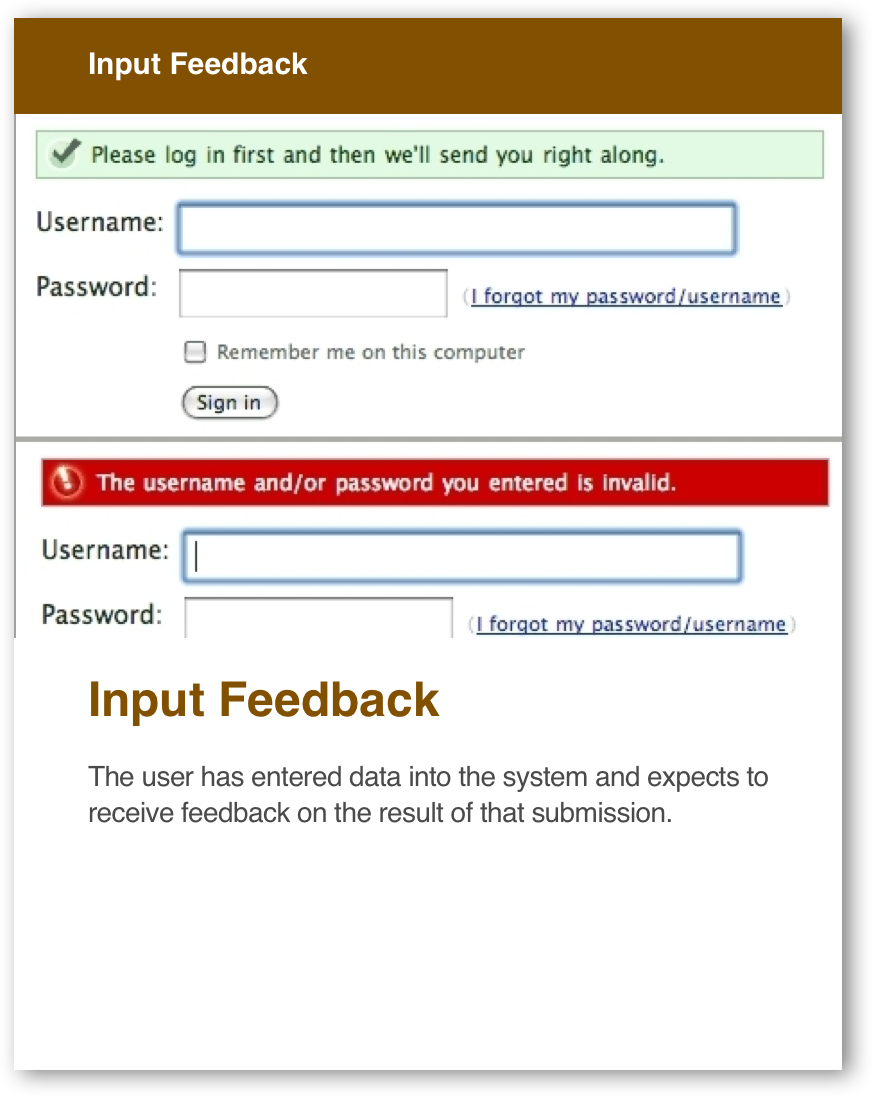 Input Feedback
Please log in first and then we'll send you right along.
Username:
Password:
(I forgot my password/username)
Remember me on this computer
Sign in
The username and/or password you entered is invalid.
Username:
Password:
(I forgot my password/username)
Input Feedback
The user has entered data into the system and expects to
receive feedback on the result of that submission.